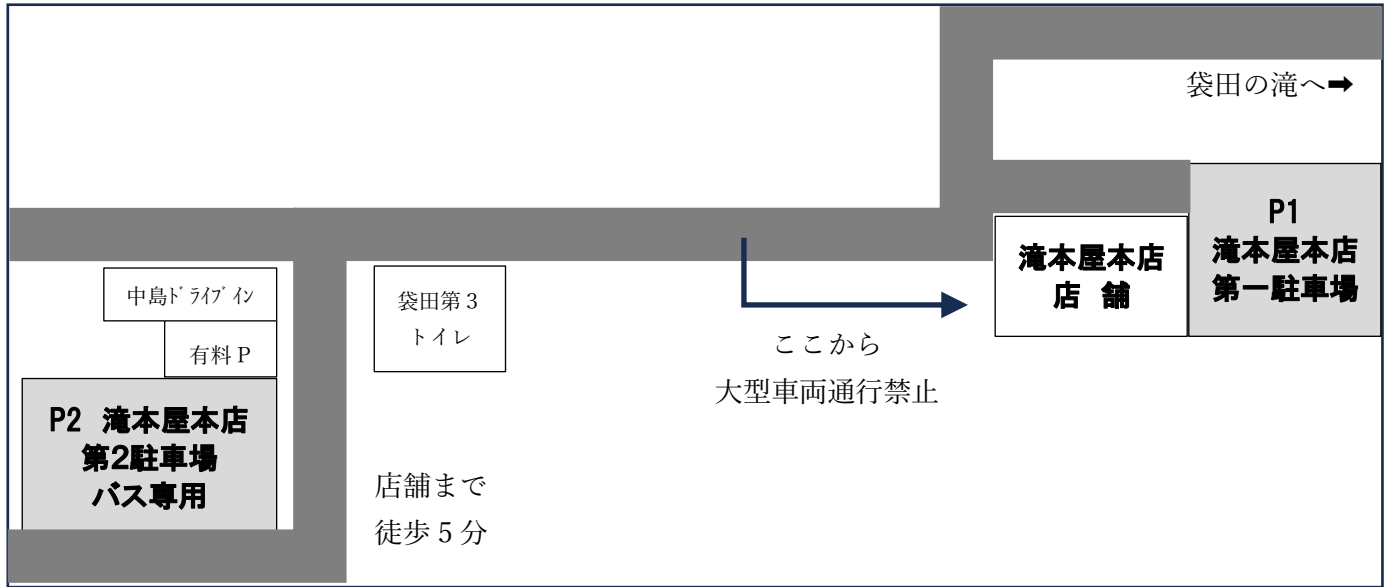 袋田の滝へ➡
P1
滝本屋本店
第一駐車場
滝本屋本店
店 舗
中島ﾄﾞﾗｲﾌﾞｲﾝ
有料 P
袋田第３
トイレ
ここから
大型車両通行禁止
P2 滝本屋本店
第2駐車場
バス専用
店舗まで
徒歩５分